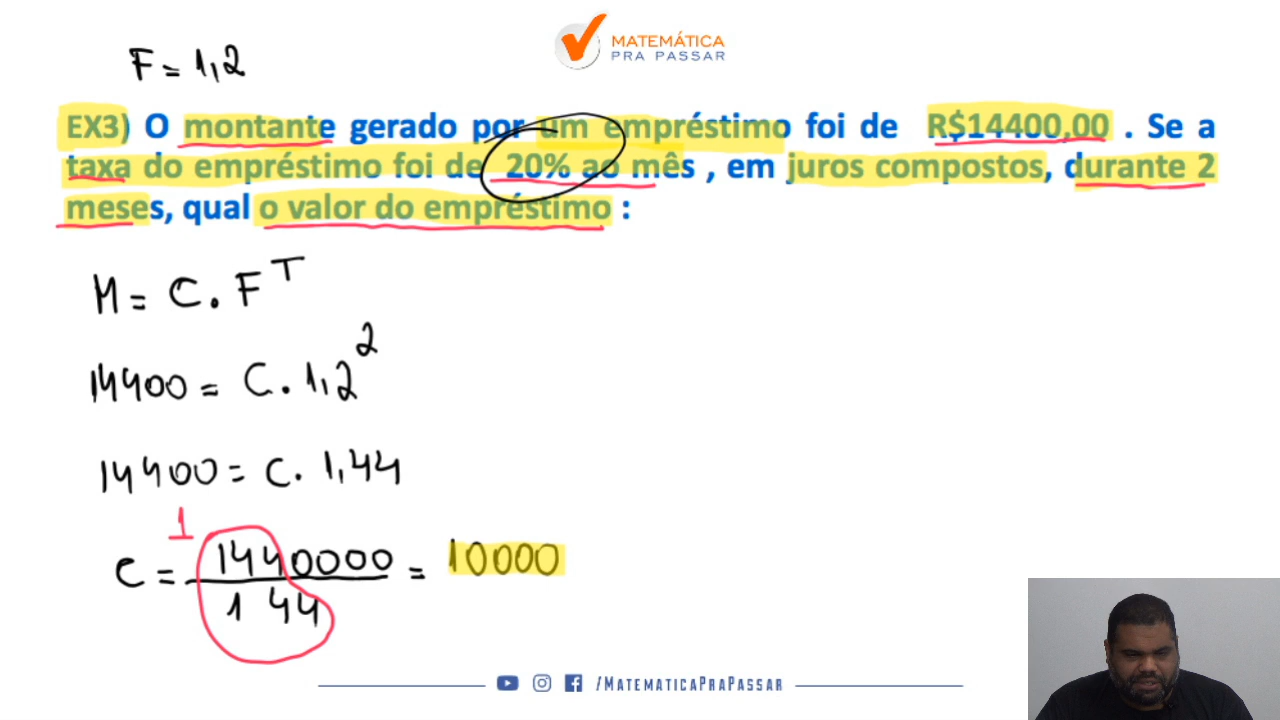 F = 1,2
MATEMÁTICA
PRA PASSAR
EX3) O montante gerado por um empréstimo foi de R$14400,00 . Se a
taxa do empréstimo foi de 20% ao mês , em juros compostos, durante 2
meses, qual o valor do empréstimo :
M = C . F^T
14400 = C . 1,2^2
14400 = C . 1,44
1
C = 1440000/144 = 10000
/MATEMATICAPRAPASSAR